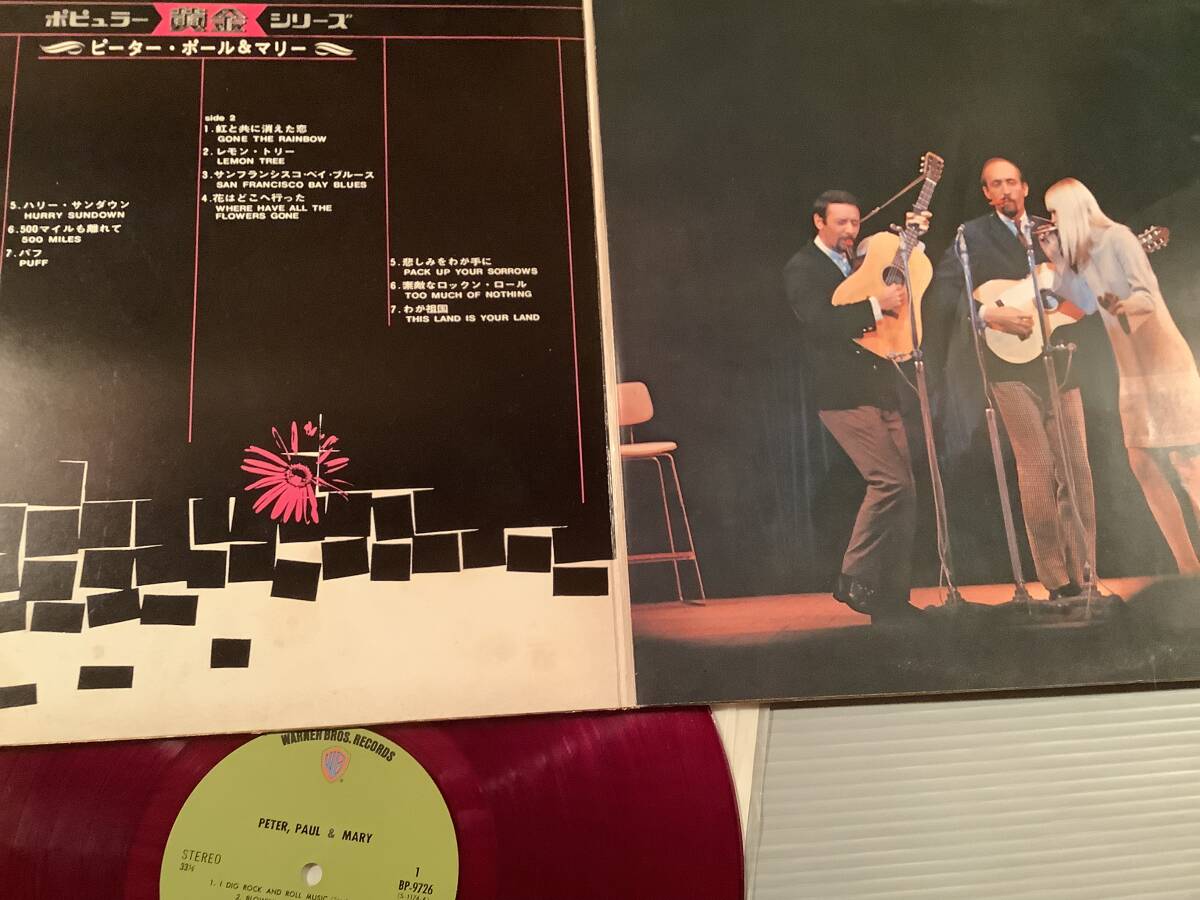 ポピュラー 黄金 シリーズ
ピーター・ポール&マリー
5.ハリー・サンダウン
HURRY SUNDOWN
6.500マイルも離れて
500 MILES
7.パフ
PUFF
side 2
1.虹と共に消えた恋
GONE THE RAINBOW
2.レモン・トリー
LEMON TREE
3.サンフランシスコ・ベイ・ブルース
SAN FRANCISCO BAY BLUES
4.花はどこへ行った
WHERE HAVE ALL THE
FLOWERS GONE
5.悲しみをわが手に
PACK UP YOUR SORROWS
6.素敵なロックン・ロール
TOO MUCH OF NOTHING
7.わが祖国
THIS LAND IS YOUR LAND
WARNER BROS. RECORDS
WB
PETER, PAUL & MARY
STEREO
33⅓
1
BP-9726
1. I DIG ROCK AND ROLL MUSIC